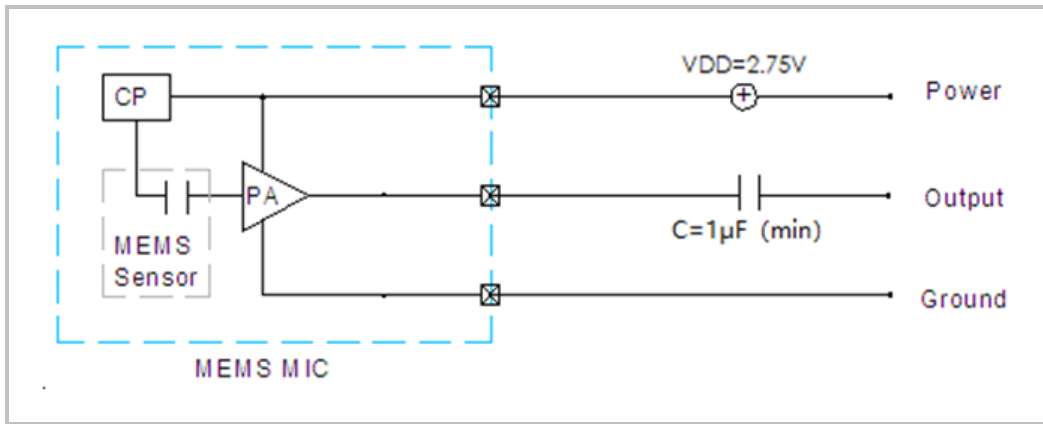 VDD=2.75V
CP
Power
PA
Output
C=1μF (min)
MEMS
Sensor
Ground
MEMS MIC